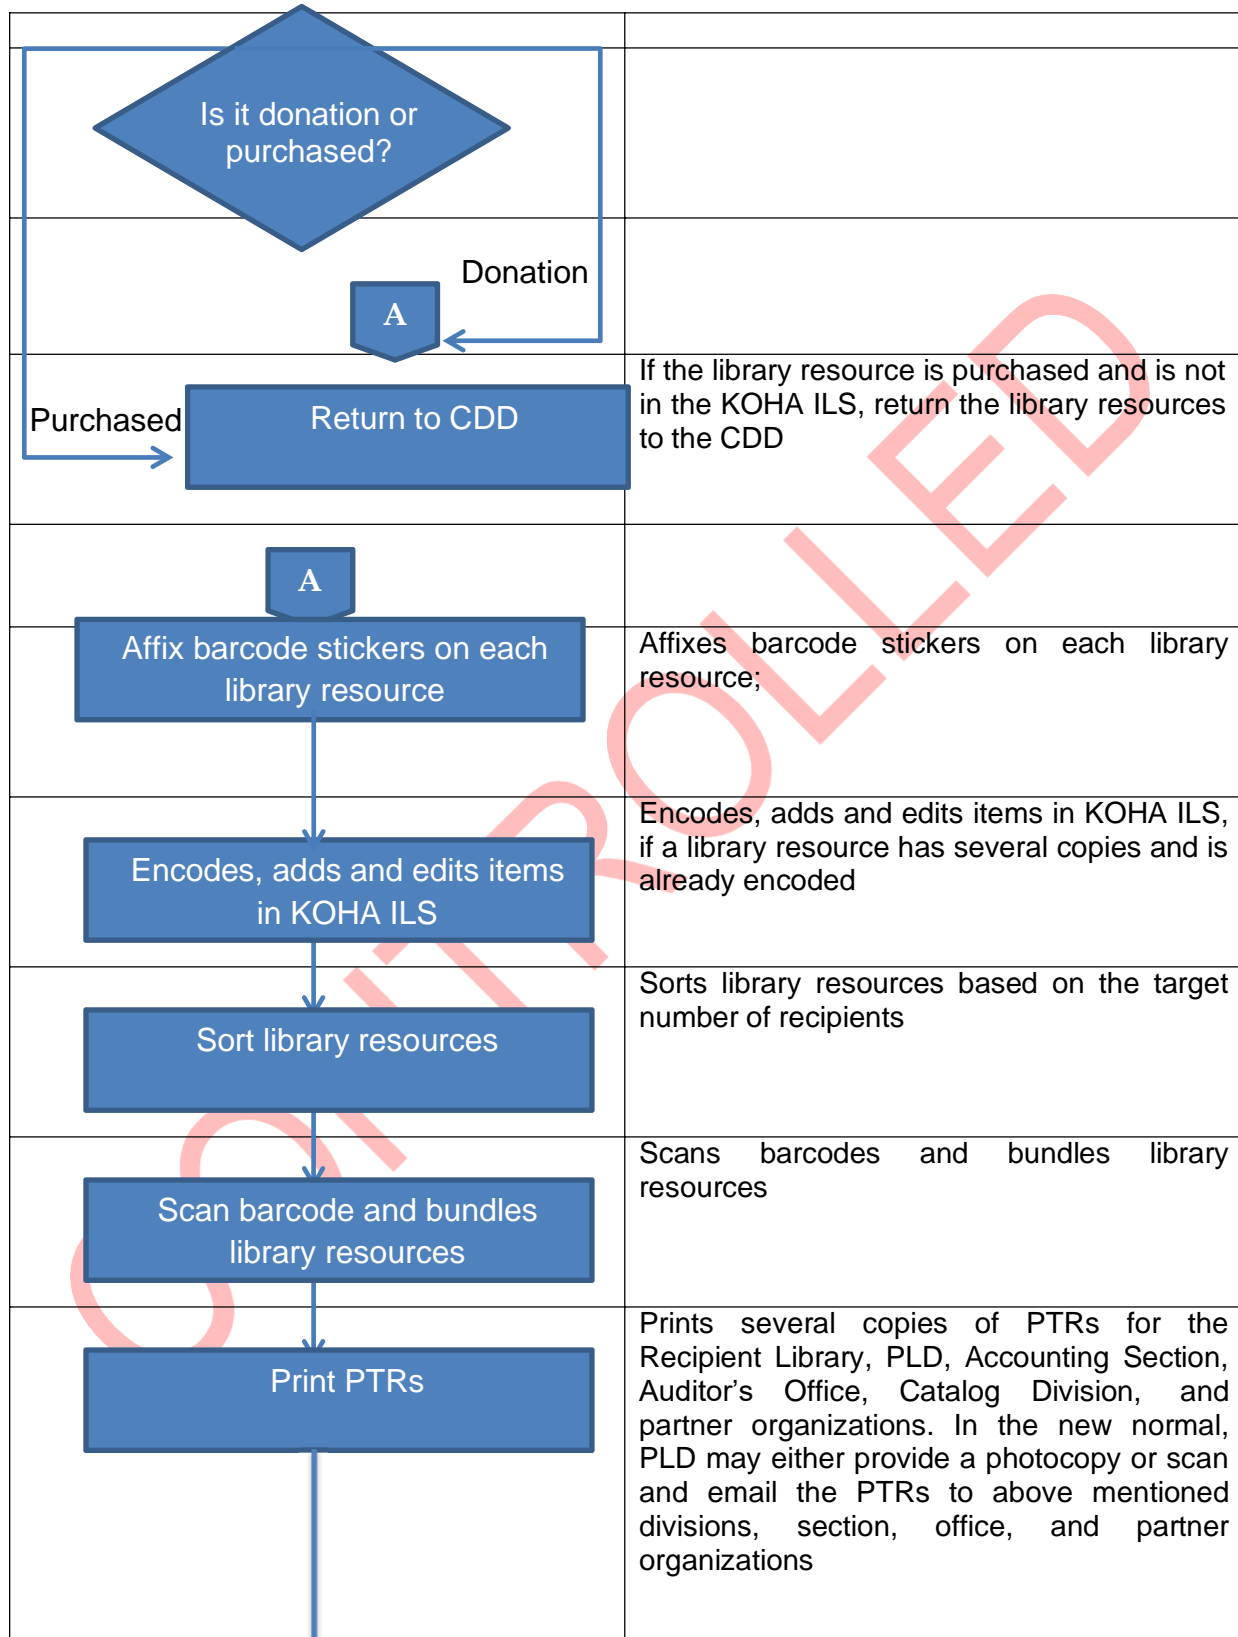 Is it donation or
purchased?
Donation
A
Purchased
Return to CDD
If the library resource is purchased and is not
in the KOHA ILS, return the library resources
to the CDD
A
Affix barcode stickers on each
library resource
Affixes barcode stickers on each library
resource;
Encodes, adds and edits items
in KOHA ILS
Encodes, adds and edits items in KOHA ILS,
if a library resource has several copies and is
already encoded
Sort library resources
Sorts library resources based on the target
number of recipients
Scan barcode and bundles
library resources
Scans barcodes and bundles library
resources
Print PTRs
Prints several copies of PTRs for the
Recipient Library, PLD, Accounting Section,
Auditor's Office, Catalog Division, and
partner organizations. In the new normal,
PLD may either provide a photocopy or scan
and email the PTRs to above mentioned
divisions, section, office, and partner
organizations
CONTROLLED